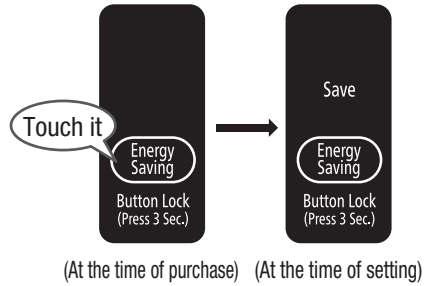 Touch it
Energy
Saving
Button Lock
(Press 3 Sec.)
(At the time of purchase)
Save
Energy
Saving
Button Lock
(Press 3 Sec.)
(At the time of setting)